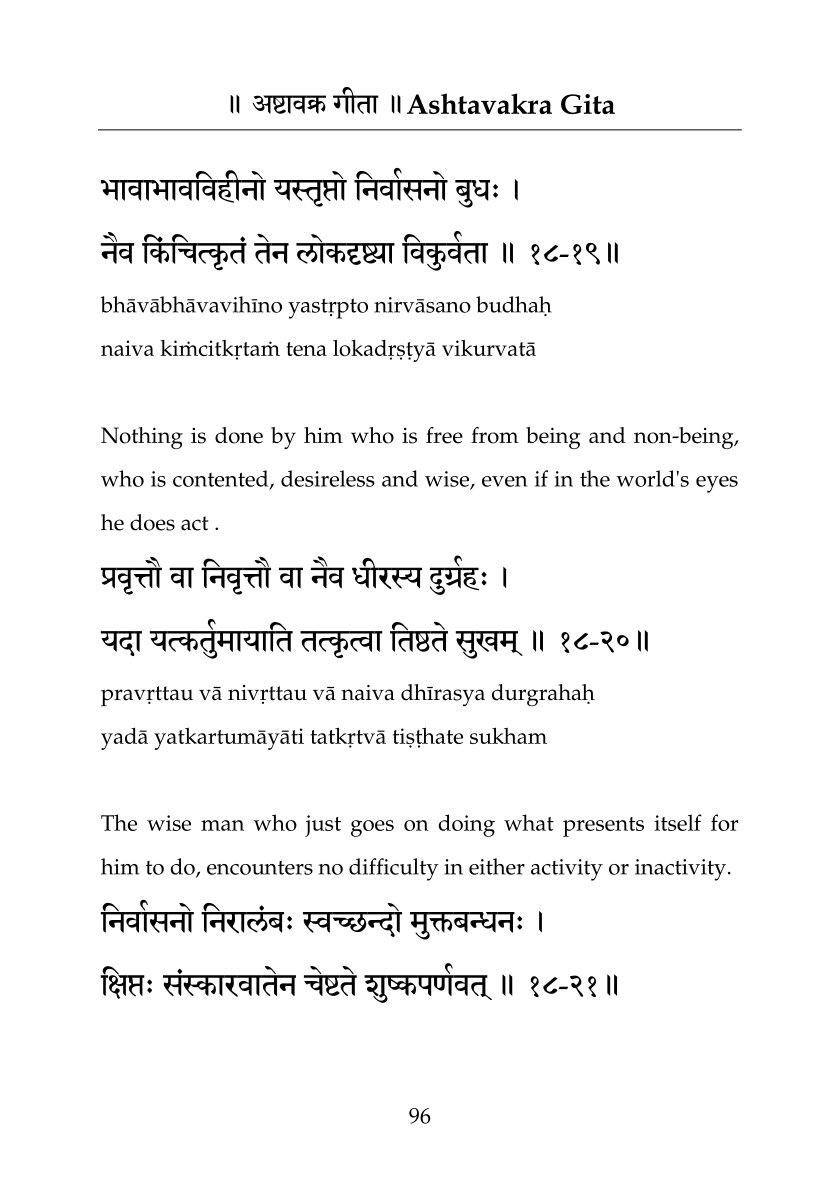 ॥ अष्टावक्र गीता ॥ Ashtavakra Gita
भावाभावविहीनो यस्तृप्तो निर्वासनो बुधः ।
नैव किंचित्कृतं तेन लोकदृष्ट्या विकुर्वता ॥ १८-१९॥
bhāvābhāvavihīno yastṛpto nirvāsano budhaḥ
naiva kiṁcitkṛtaṁ tena lokadṛṣṭyā vikurvatā
Nothing is done by him who is free from being and non-being,
who is contented, desireless and wise, even if in the world's eyes
he does act .
प्रवृत्तौ वा निवृत्तौ वा नैव धीरस्य दुर्ग्रहः ।
यदा यत्कर्तुमायाति तत्कृत्वा तिष्ठते सुखम् ॥ १८-२०॥
pravṛttau vā nivṛttau vā naiva dhīrasya durgrahaḥ
yadā yatkartumāyāti tatkṛtvā tiṣṭhate sukham
The wise man who just goes on doing what presents itself for
him to do, encounters no difficulty in either activity or inactivity.
निर्वासनो निरालंबः स्वच्छन्दो मुक्तबन्धनः ।
क्षिप्तः संस्कारवातेन चेष्टते शुष्कपर्णवत् ॥ १८-२१॥
96